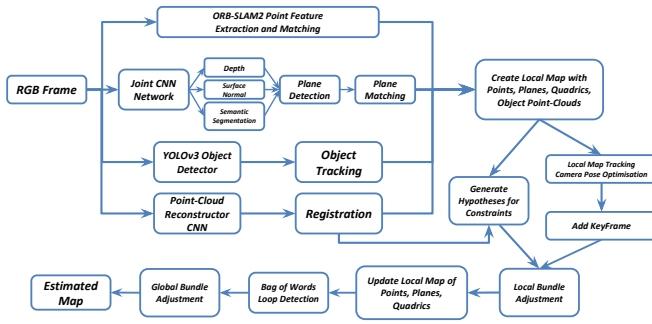 ORB-SLAM2 Point Feature
Extraction and Matching
RGB Frame
Joint CNN
Network
Depth
Surface
Normal
Semantic
Segmentation
Plane
Detection
Plane
Matching
Create Local Map with
Points, Planes, Quadrics,
Object Point-Clouds
YOLOv3 Object
Detector
Object
Tracking
Point-Cloud
Reconstructor
CNN
Registration
Generate
Hypotheses for
Constraints
Local Map Tracking
Camera Pose Optimisation
Add KeyFrame
Estimated
Map
Global Bundle
Adjustment
Bag of Words
Loop Detection
Update Local Map of
Points, Planes,
Quadrics
Local Bundle
Adjustment